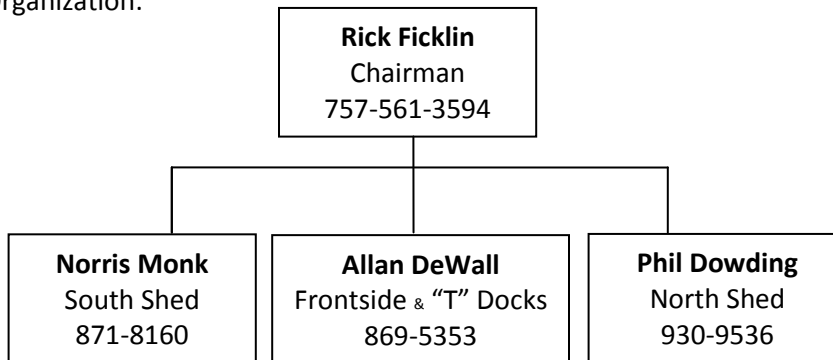 Organization:
Rick Ficklin
Chairman
757-561-3594
Norris Monk
South Shed
871-8160
Allan DeWall
Frontside & “T” Docks
869-5353
Phil Dowding
North Shed
930-9536